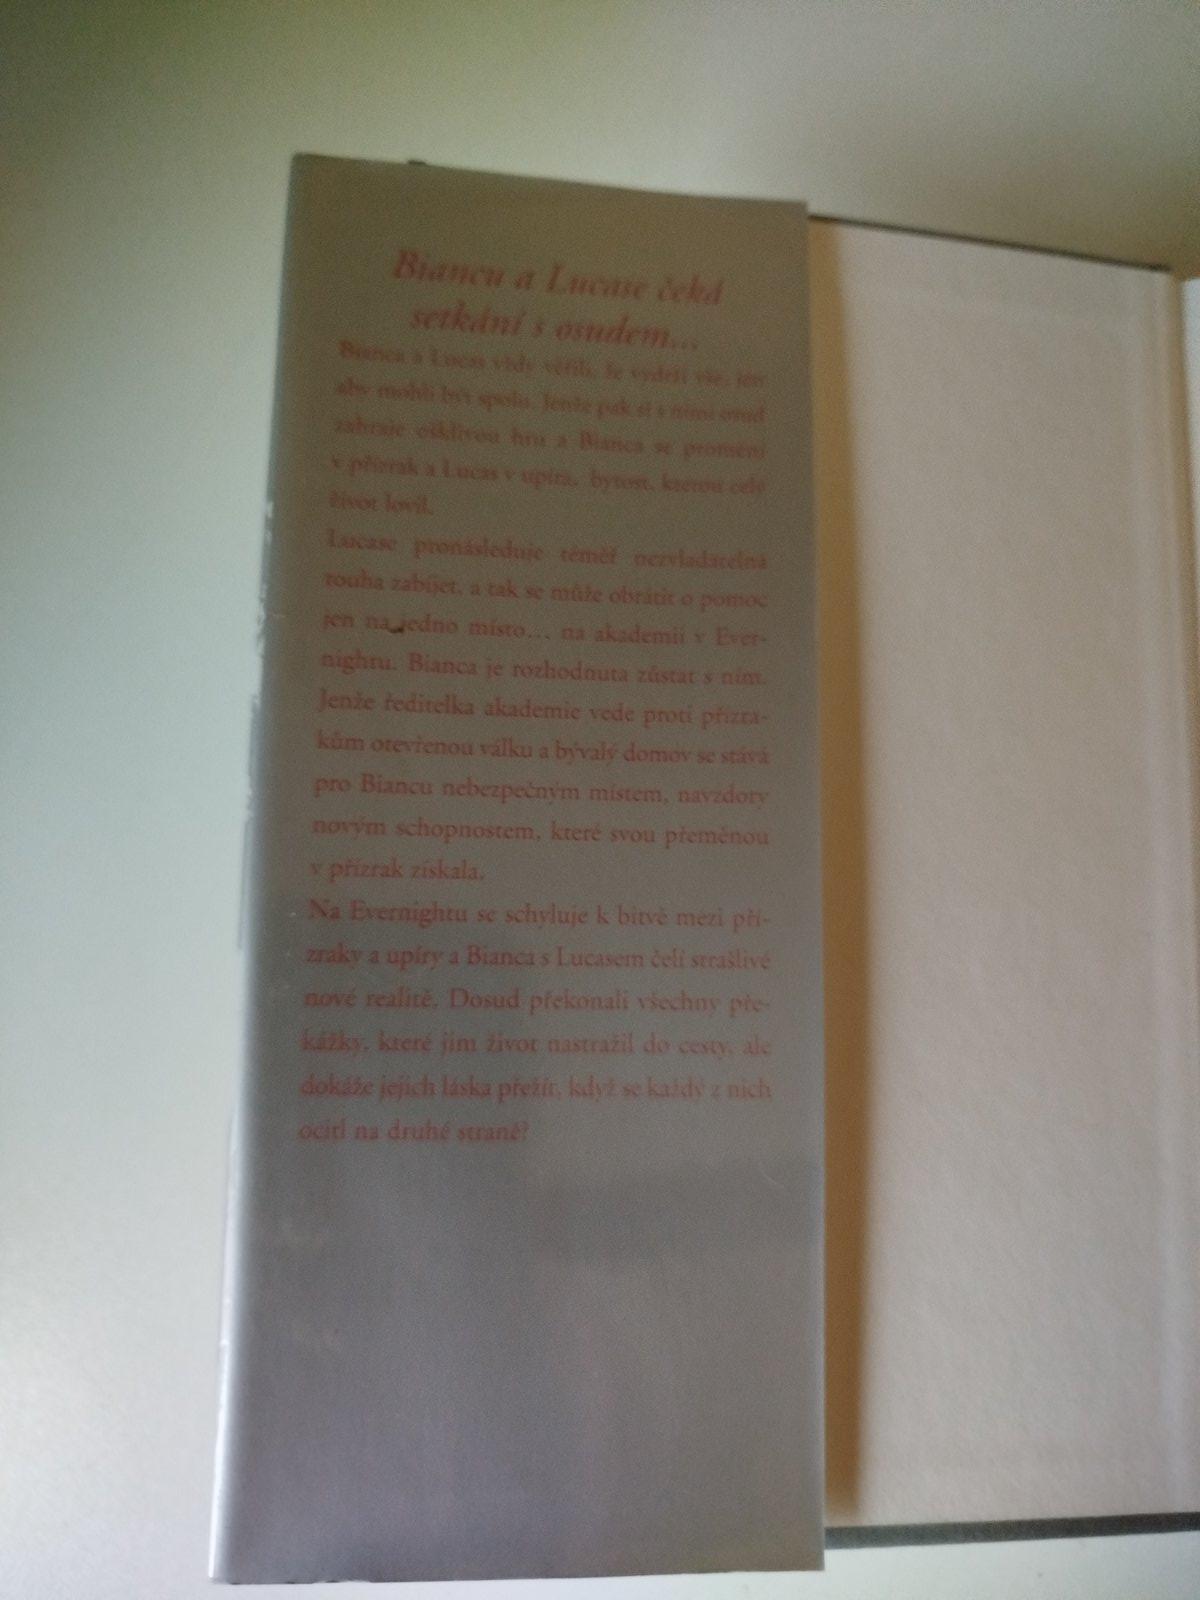 Biancu a Lucase čeká
setkání s osudem...
Bianca a Lucas vždy věřili, že vydrží vše, jen
aby mohli být spolu. Jenže pak si s nimi osud
zahraje ošklivou hru a Bianca se promění
v přízrak a Lucas v upíra, bytost, kterou celý
život lovil.
Lucase pronásleduje téměř nezvladatelná
touha zabíjet, a tak se může obrátit o pomoc
jen na jedno místo... na akademii v Ever-
nightu. Bianca je rozhodnuta zůstat s ním.
Jenže ředitelka akademie vede proti přízra-
kům otevřenou válku a bývalý domov se stává
pro Biancu nebezpečným místem, navzdory
novým schopnostem, které svou přeměnou
v přízrak získala.
Na Evernightu se schyluje k bitvě mezi pří-
zraky a upíry a Bianca s Lucasem čelí strašlivé
nové realitě. Dosud překonali všechny pře-
kážky, které jim život nastražil do cesty, ale
dokáže jejich láska přežít, když se každý z nich
ocitl na druhé straně?